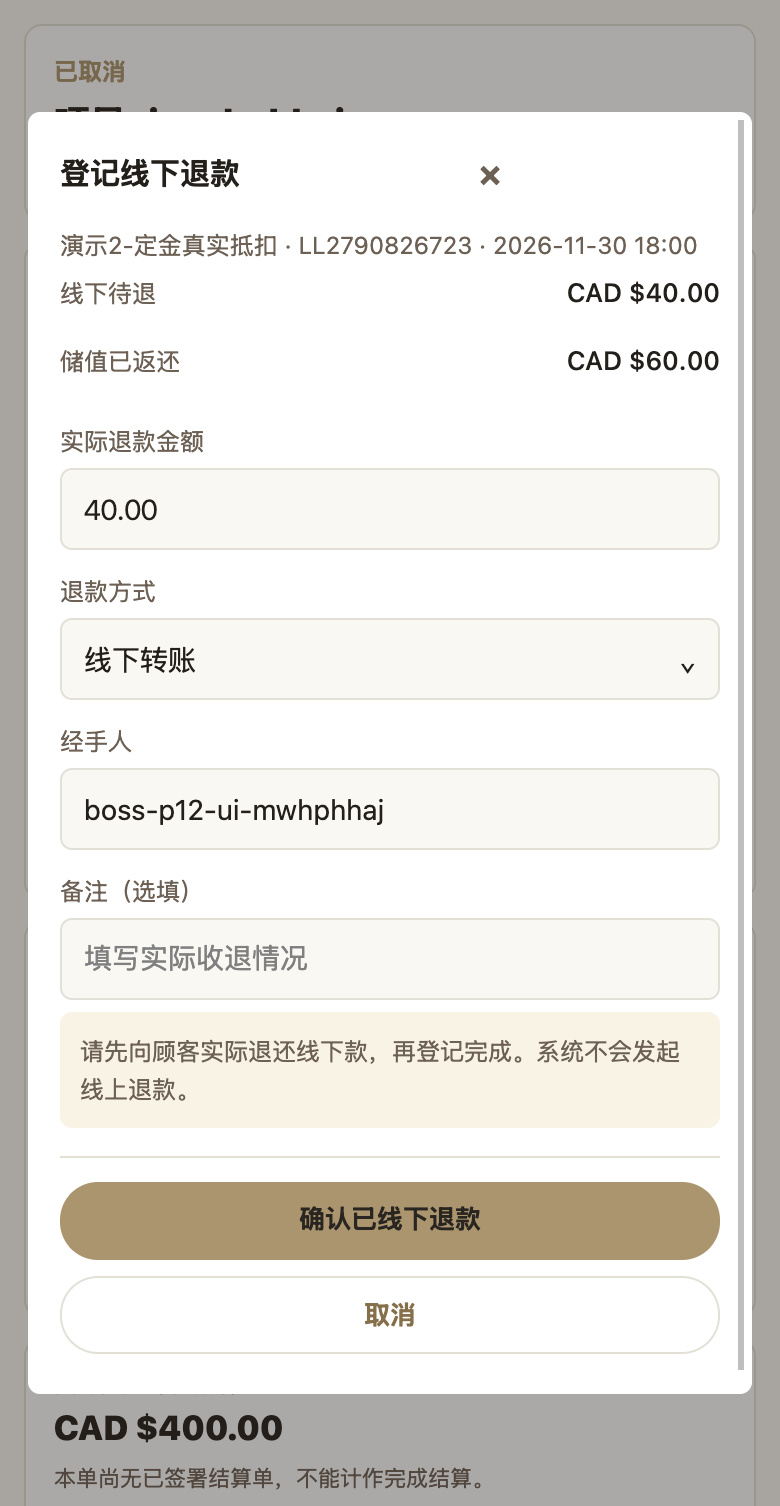 已取消
登记线下退款
×
演示2-定金真实抵扣 · LL2790826723 · 2026-11-30 18:00
线下待退 CAD $40.00
储值已返还 CAD $60.00
实际退款金额
40.00
退款方式
线下转账
经手人
boss-p12-ui-mwhphhaj
备注（选填）
填写实际收退情况
请先向顾客实际退还线下款，再登记完成。系统不会发起
线上退款。
确认已线下退款
取消
CAD $400.00
本单尚无已签署结算单，不能计作完成结算。